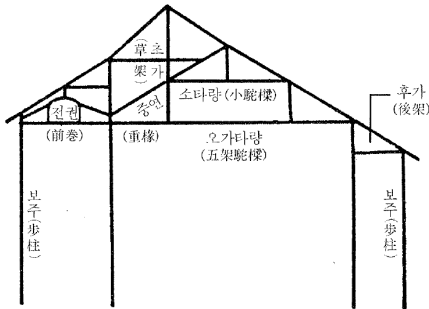 초가
(草架)
전권
(前巻)
중연
(重椽)
소타량(小駝樑)
오가타량
(五架駝樑)
후가
(後架)
보주(步柱)
보주(步柱)